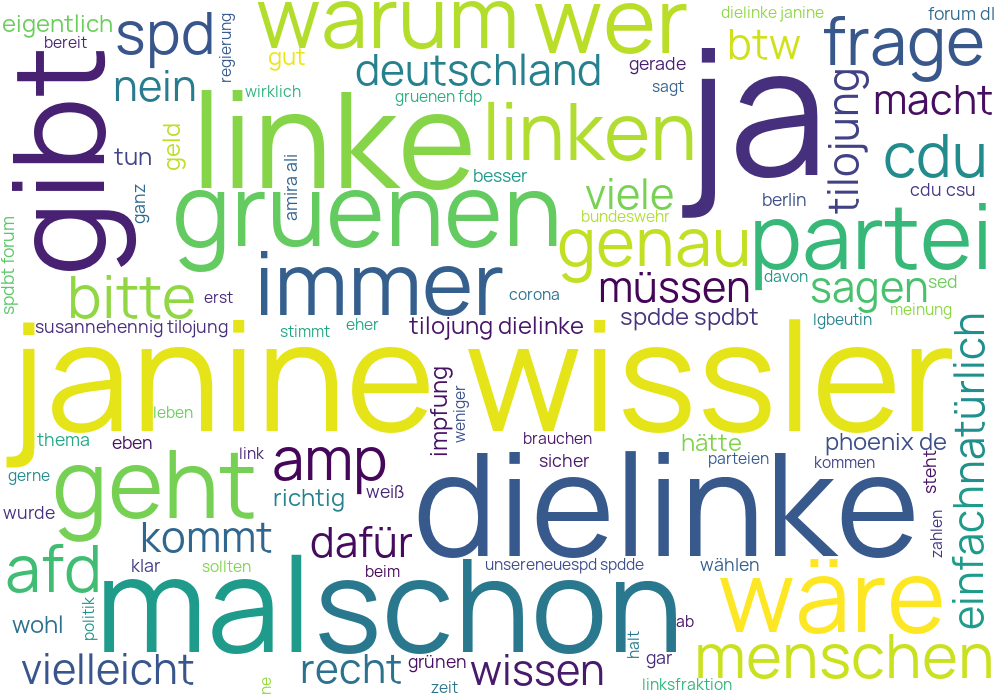 eigentlich
bereit
spd
regierung
warum
wer
dielinke janine
forum dl
gut
btw
frage
nein
deutschland
gerade
sagt
gibt
wirklich
gruenen fdp
ja
linke
linken
tilojung
macht
tun
geld
cdu
ganz
amira ali
besser
viele
berlin
cdu csu
gruenen
bundeswehr
genau
partei
spdbt forum
immer
davon
bitte
erst
corona
müssen
sagen
sed
meinung
susannehennig tilojung
stimmt
eher
tilojung dielinke
spdde spdbt
lgbeutin
janine wissler
einfachnatürlich
leben
impfung
weniger
thema
eben
link
brauchen
hätte
phoenix de
gerne
geht
amp
sicher
parteien
kommen
steht
richtig
weiß
dielinke
wurde
kommt
dafür
zahlen
afd
klar
sollten
beim
unsereneuespd spdde
wählen
mal
schon
wäre
wohl
politik
ab
halt
vielleicht
recht
grünen
wissen
gar
menschen
ne
zeit
linksfraktion